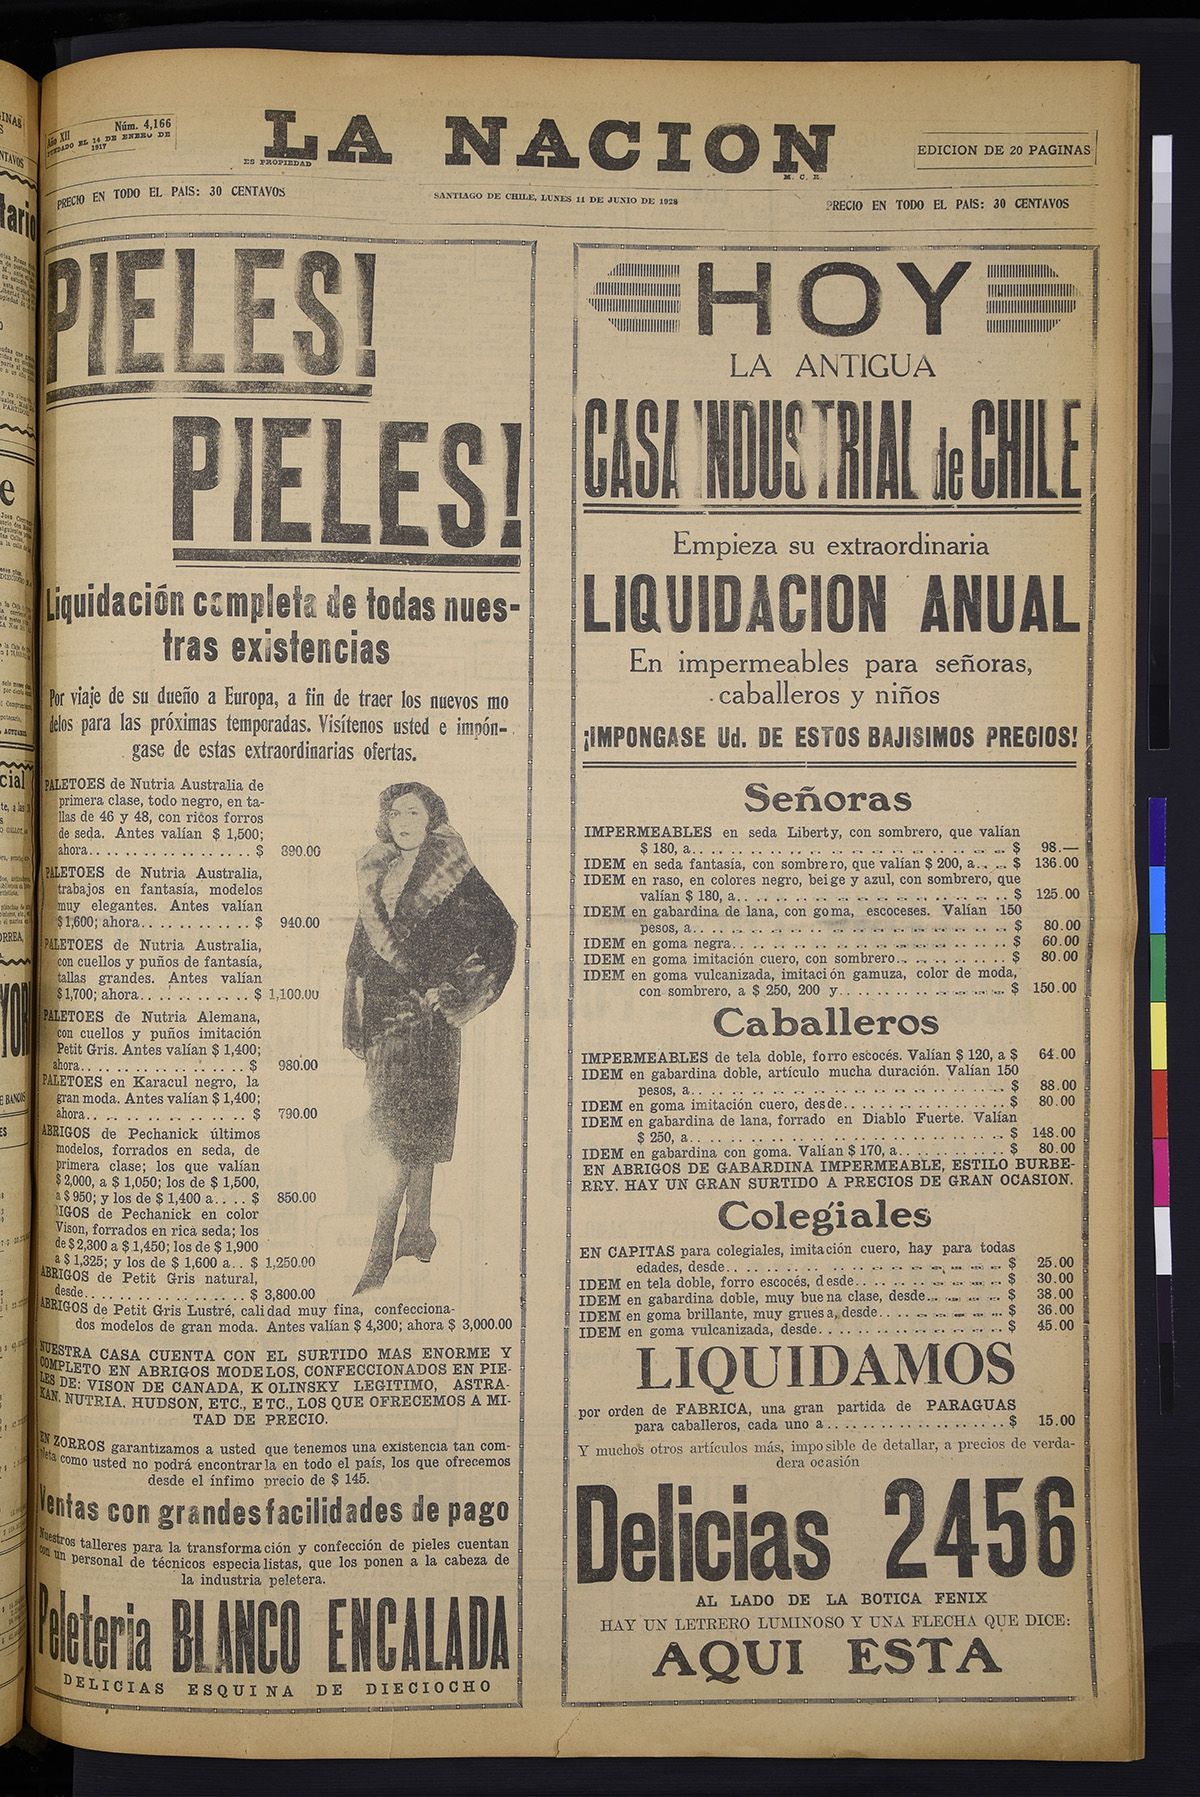 Año XII Núm. 4,166
FUNDADO EL 14 DE ENERO DE
1917
LA NACION
ES PROPIEDAD
M. C. R.
EDICION DE 20 PAGINAS
PRECIO EN TODO EL PAIS: 30 CENTAVOS
SANTIAGO DE CHILE, LUNES 11 DE JUNIO DE 1928
PRECIO EN TODO EL PAIS: 30 CENTAVOS
PIELES!
PIELES!
Liquidación completa de todas nues-
tras existencias
Por viaje de su dueño a Europa, a fin de traer los nuevos mo
delos para las próximas temporadas. Visítenos usted e impón-
gase de estas extraordinarias ofertas.
PALETOES de Nutria Australia de
primera clase, todo negro, en ta-
llas de 46 y 48, con ricos forros
de seda. Antes valían $ 1,500;
ahora.................. $ 890.00
PALETOES de Nutria Australia,
trabajos en fantasía, modelos
muy elegantes. Antes valían
$ 1,600; ahora........... $ 940.00
PALETOES de Nutria Australia,
con cuellos y puños de fantasía,
tallas grandes. Antes valían
$ 1,700; ahora........... $ 1,100.00
PALETOES de Nutria Alemana,
con cuellos y puños imitación
Petit Gris. Antes valían $ 1,400;
ahora.................. $ 980.00
PALETOES en Karacul negro, la
gran moda. Antes valían $ 1,400;
ahora.................. $ 790.00
ABRIGOS de Pechanick últimos
modelos, forrados en seda, de
primera clase; los que valían
$ 2,000, a $ 1,050; los de $ 1,500,
a $ 950; y los de $ 1,400 a.... $ 850.00
IGOS de Pechanick en color
Vison, forrados en rica seda; los
de $ 2,300 a $ 1,450; los de $ 1,900
a $ 1,325; y los de $ 1,600 a.. $ 1,250.00
ABRIGOS de Petit Gris natural,
desde.................. $ 3,800.00
ABRIGOS de Petit Gris Lustré, calidad muy fina, confecciona-
dos modelos de gran moda. Antes valían $ 4,300; ahora $ 3,000.00
NUESTRA CASA CUENTA CON EL SURTIDO MAS ENORME Y
COMPLETO EN ABRIGOS MODELOS, CONFECCIONADOS EN PIE-
LES DE: VISON DE CANADA, KOLINSKY LEGITIMO, ASTRA-
KAN, NUTRIA, HUDSON, ETC., ETC., LOS QUE OFRECEMOS A MI-
TAD DE PRECIO.
EN ZORROS garantizamos a usted que tenemos una existencia tan com-
pleta como usted no podrá encontrarla en todo el país, los que ofrecemos
desde el ínfimo precio de $ 145.
Ventas con grandes facilidades de pago
Nuestros talleres para la transformación y confección de pieles cuentan
con un personal de técnicos especialistas, que los ponen a la cabeza de
la industria peletera.
Peletería BLANCO ENCALADA
DELICIAS ESQUINA DE DIECIOCHO
HOY
LA ANTIGUA
CASA INDUSTRIAL de CHILE
Empieza su extraordinaria
LIQUIDACION ANUAL
En impermeables para señoras,
caballeros y niños
¡IMPONGASE Ud. DE ESTOS BAJISIMOS PRECIOS!
Señoras
IMPERMEABLES en seda Liberty, con sombrero, que valían
$ 180, a.................. $ 98.—
IDEM en seda fantasía, con sombrero, que valían $ 200, a.... $ 136.00
IDEM en raso, en colores negro, beige y azul, con sombrero, que
valían $ 180, a.................. $ 125.00
IDEM en gabardina de lana, con goma, escoceses. Valían 150
pesos, a.................. $ 80.00
IDEM en goma negra.................. $ 60.00
IDEM en goma imitación cuero, con sombrero............ $ 80.00
IDEM en goma vulcanizada, imitación gamuza, color de moda,
con sombrero, a $ 250, 200 y.................. $ 150.00
Caballeros
IMPERMEABLES de tela doble, forro escocés. Valían $ 120, a $ 64.00
IDEM en gabardina doble, artículo mucha duración. Valían 150
pesos, a.................. $ 88.00
IDEM en goma imitación cuero, desde.................. $ 80.00
IDEM en gabardina de lana, forrado en Diablo Fuerte. Valían
$ 250, a.................. $ 148.00
IDEM en gabardina con goma. Valían $ 170, a............ $ 80.00
EN ABRIGOS DE GABARDINA IMPERMEABLE, ESTILO BURBE-
RRY. HAY UN GRAN SURTIDO A PRECIOS DE GRAN OCASION.
Colegiales
EN CAPITAS para colegiales, imitación cuero, hay para todas
edades, desde.................. $ 25.00
IDEM en tela doble, forro escocés, desde.................. $ 30.00
IDEM en gabardina doble, muy buena clase, desde............ $ 38.00
IDEM en goma brillante, muy gruesa, desde.................. $ 36.00
IDEM en goma vulcanizada, desde.................. $ 45.00
LIQUIDAMOS
por orden de FABRICA, una gran partida de PARAGUAS
para caballeros, cada uno a.................. $ 15.00
Y muchos otros artículos más, imposible de detallar, a precios de verda-
dera ocasión
Delicias 2456
AL LADO DE LA BOTICA FENIX
HAY UN LETRERO LUMINOSO Y UNA FLECHA QUE DICE:
AQUI ESTA